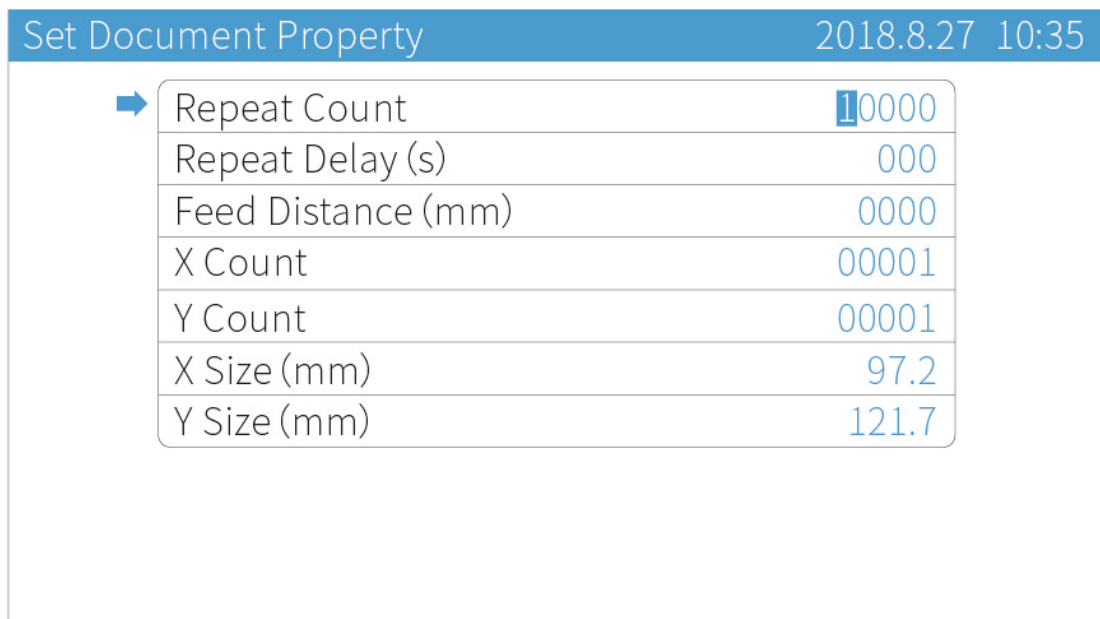 Set Document Property 2018.8.27 10:35
Repeat Count 10000
Repeat Delay (s) 000
Feed Distance (mm) 0000
X Count 00001
Y Count 00001
X Size (mm) 97.2
Y Size (mm) 121.7